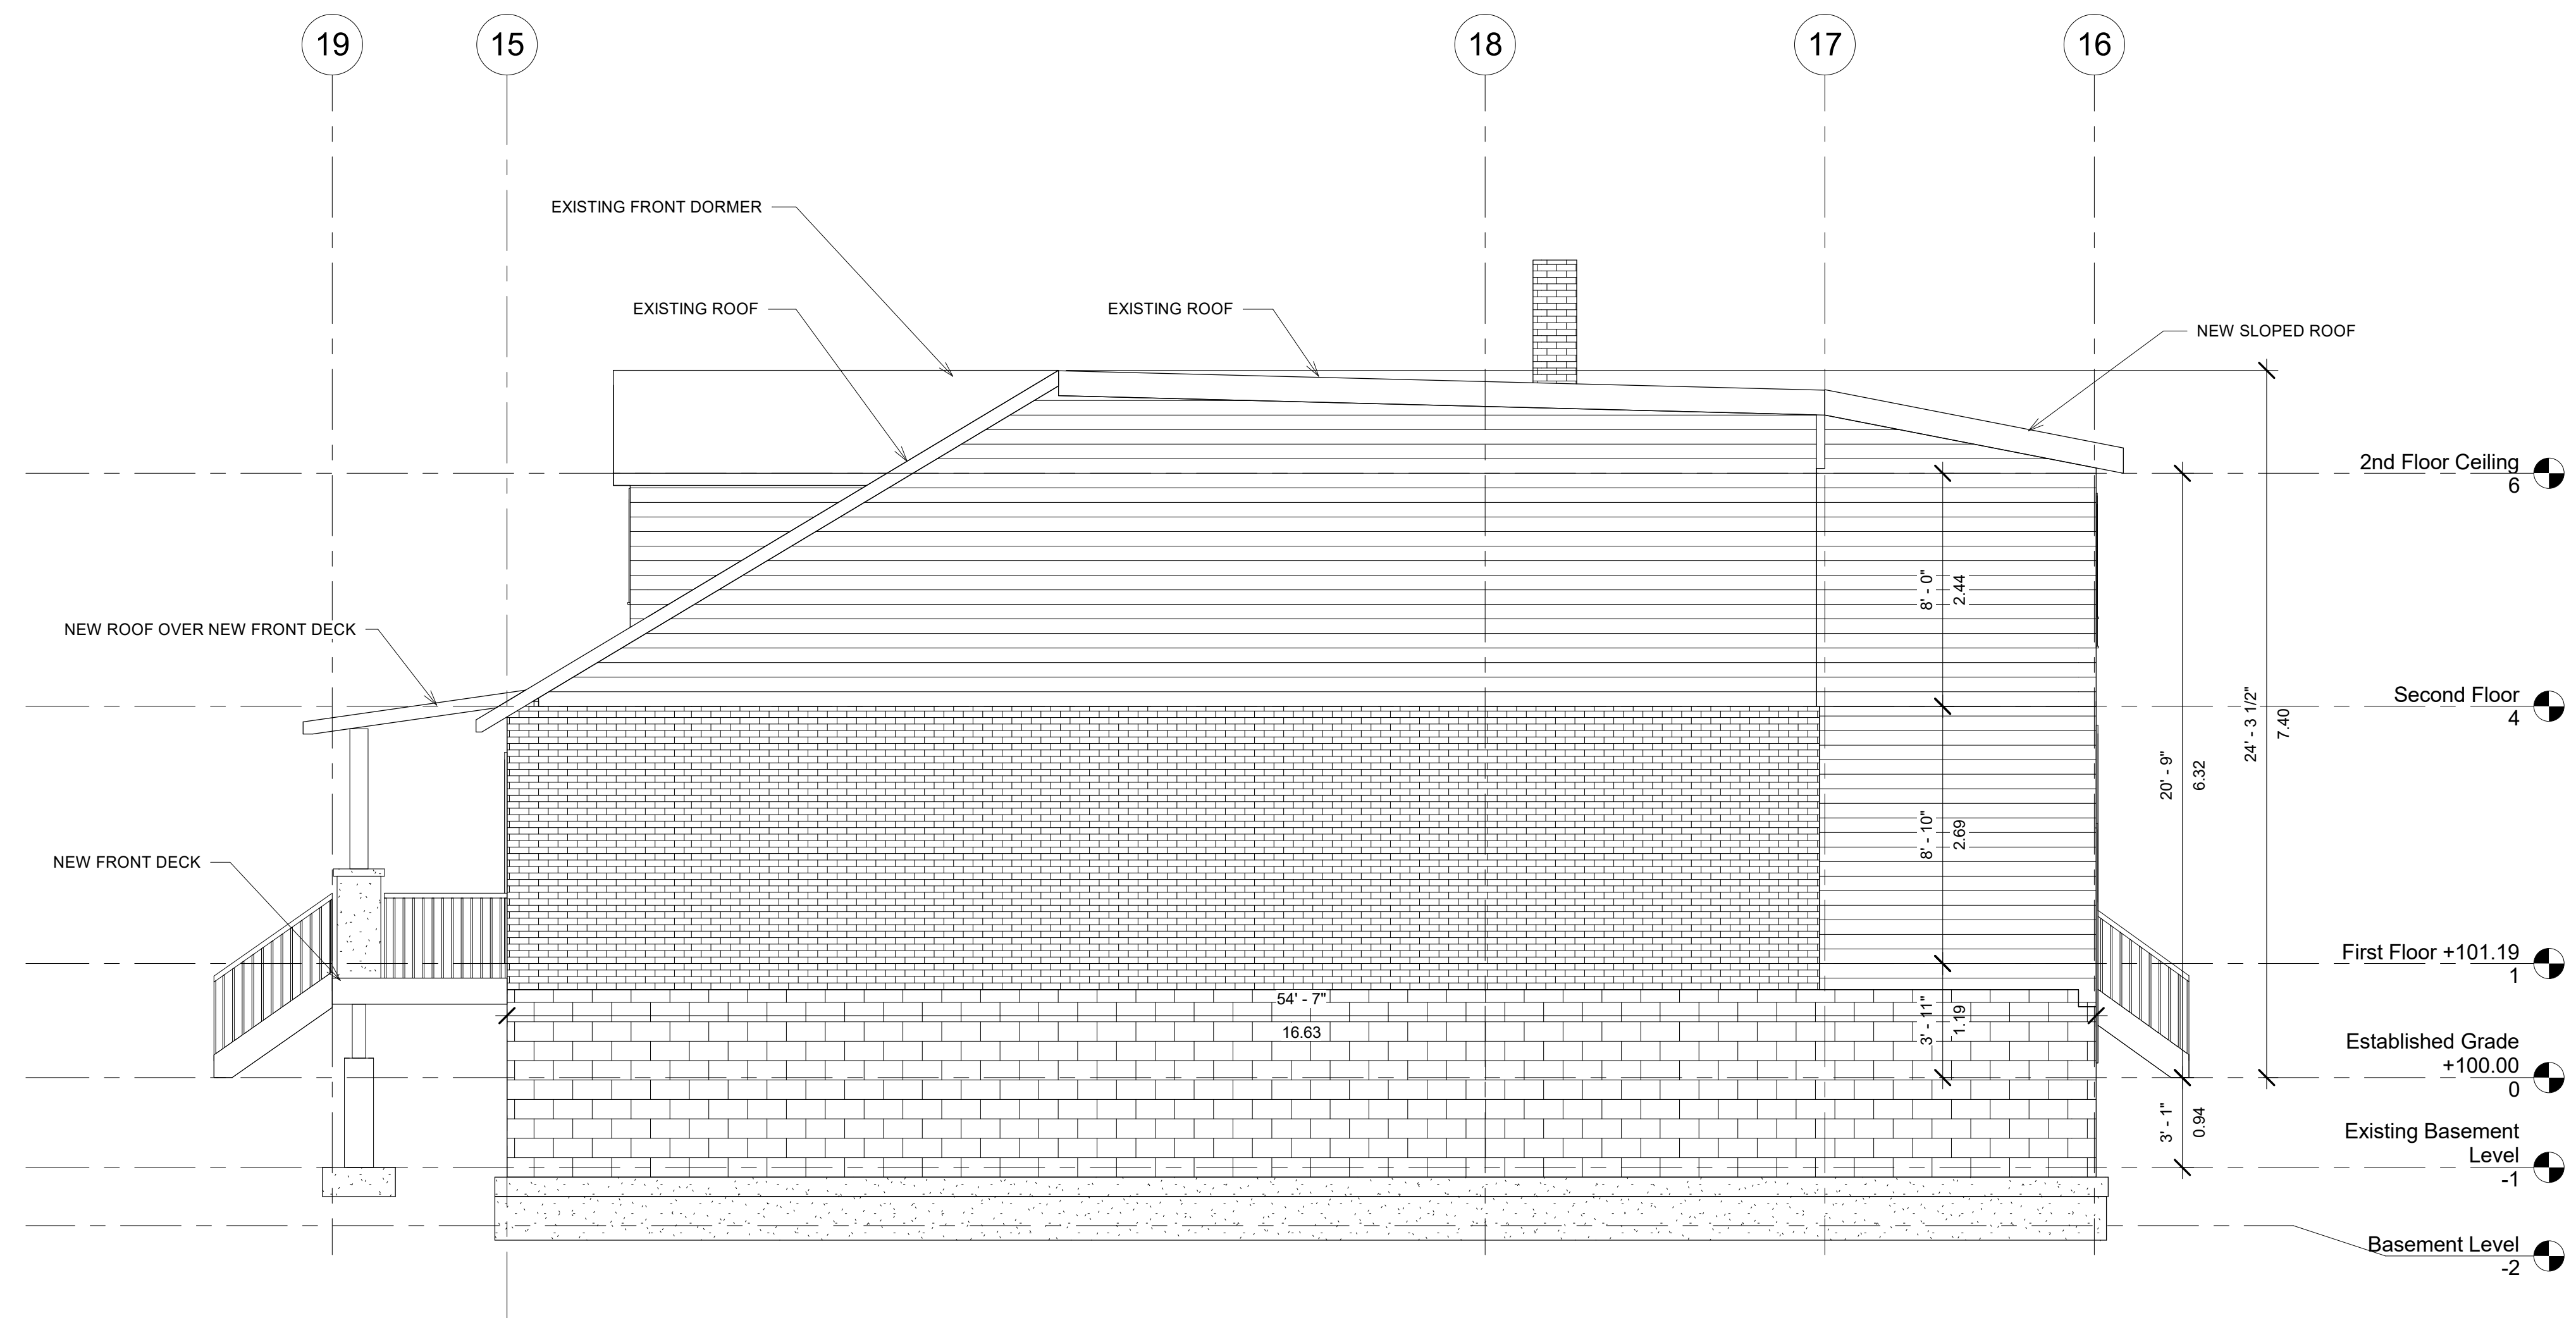 19
15
18
17
16
EXISTING FRONT DORMER
EXISTING ROOF
EXISTING ROOF
NEW SLOPED ROOF
2nd Floor Ceiling
6
8' - 0"
2.44
NEW ROOF OVER NEW FRONT DECK
Second Floor
4
24' - 3 1/2"
7.40
20' - 9"
6.32
8' - 10"
2.69
NEW FRONT DECK
First Floor +101.19
1
54' - 7"
16.63
3' - 11"
1.19
Established Grade
+100.00
0
3' - 1"
0.94
Existing Basement
Level
-1
Basement Level
-2